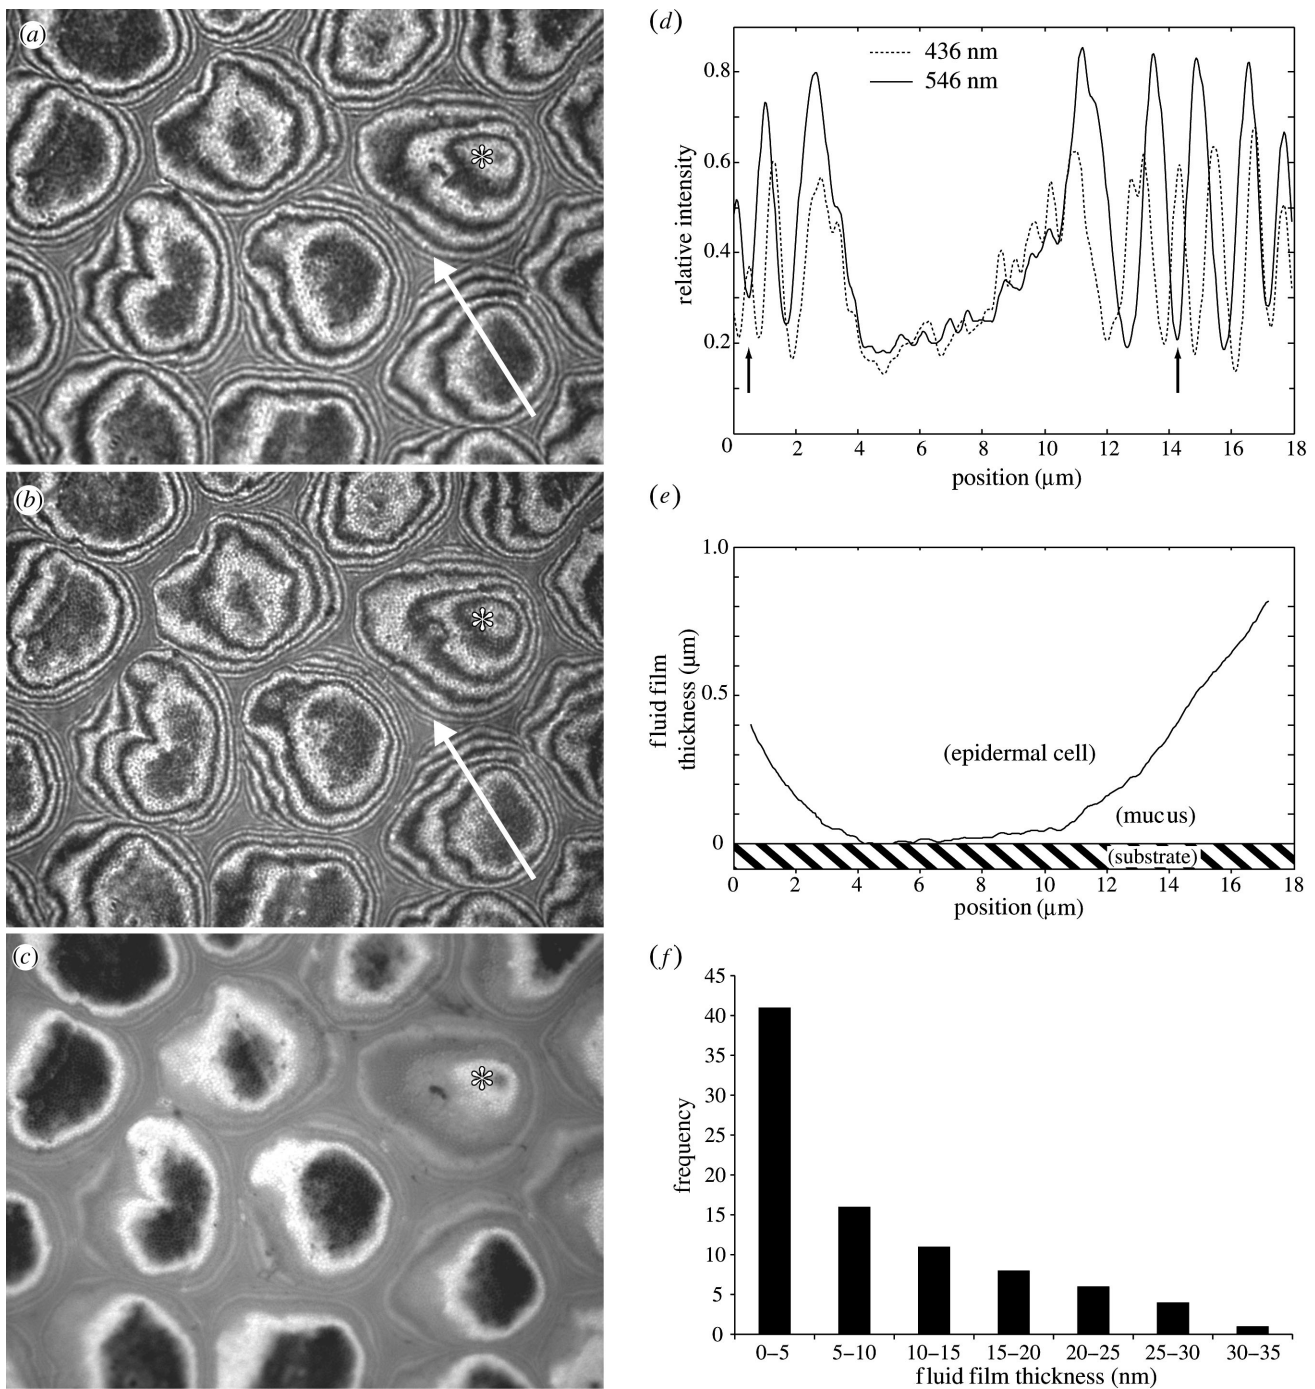 (a)
(b)
(c)
(d)
436 nm
546 nm
0.8
0.6
0.4
0.2
0
relative intensity
0 2 4 6 8 10 12 14 16 18
position (µm)
(e)
1.0
0.5
0
fluid film
thickness (µm)
(epidermal cell)
(mucus)
(substrate)
0 2 4 6 8 10 12 14 16 18
position (µm)
(f)
45
40
35
30
25
20
15
10
5
0
frequency
0–5 5–10 10–15 15–20 20–25 25–30 30–35
fluid film thickness (nm)